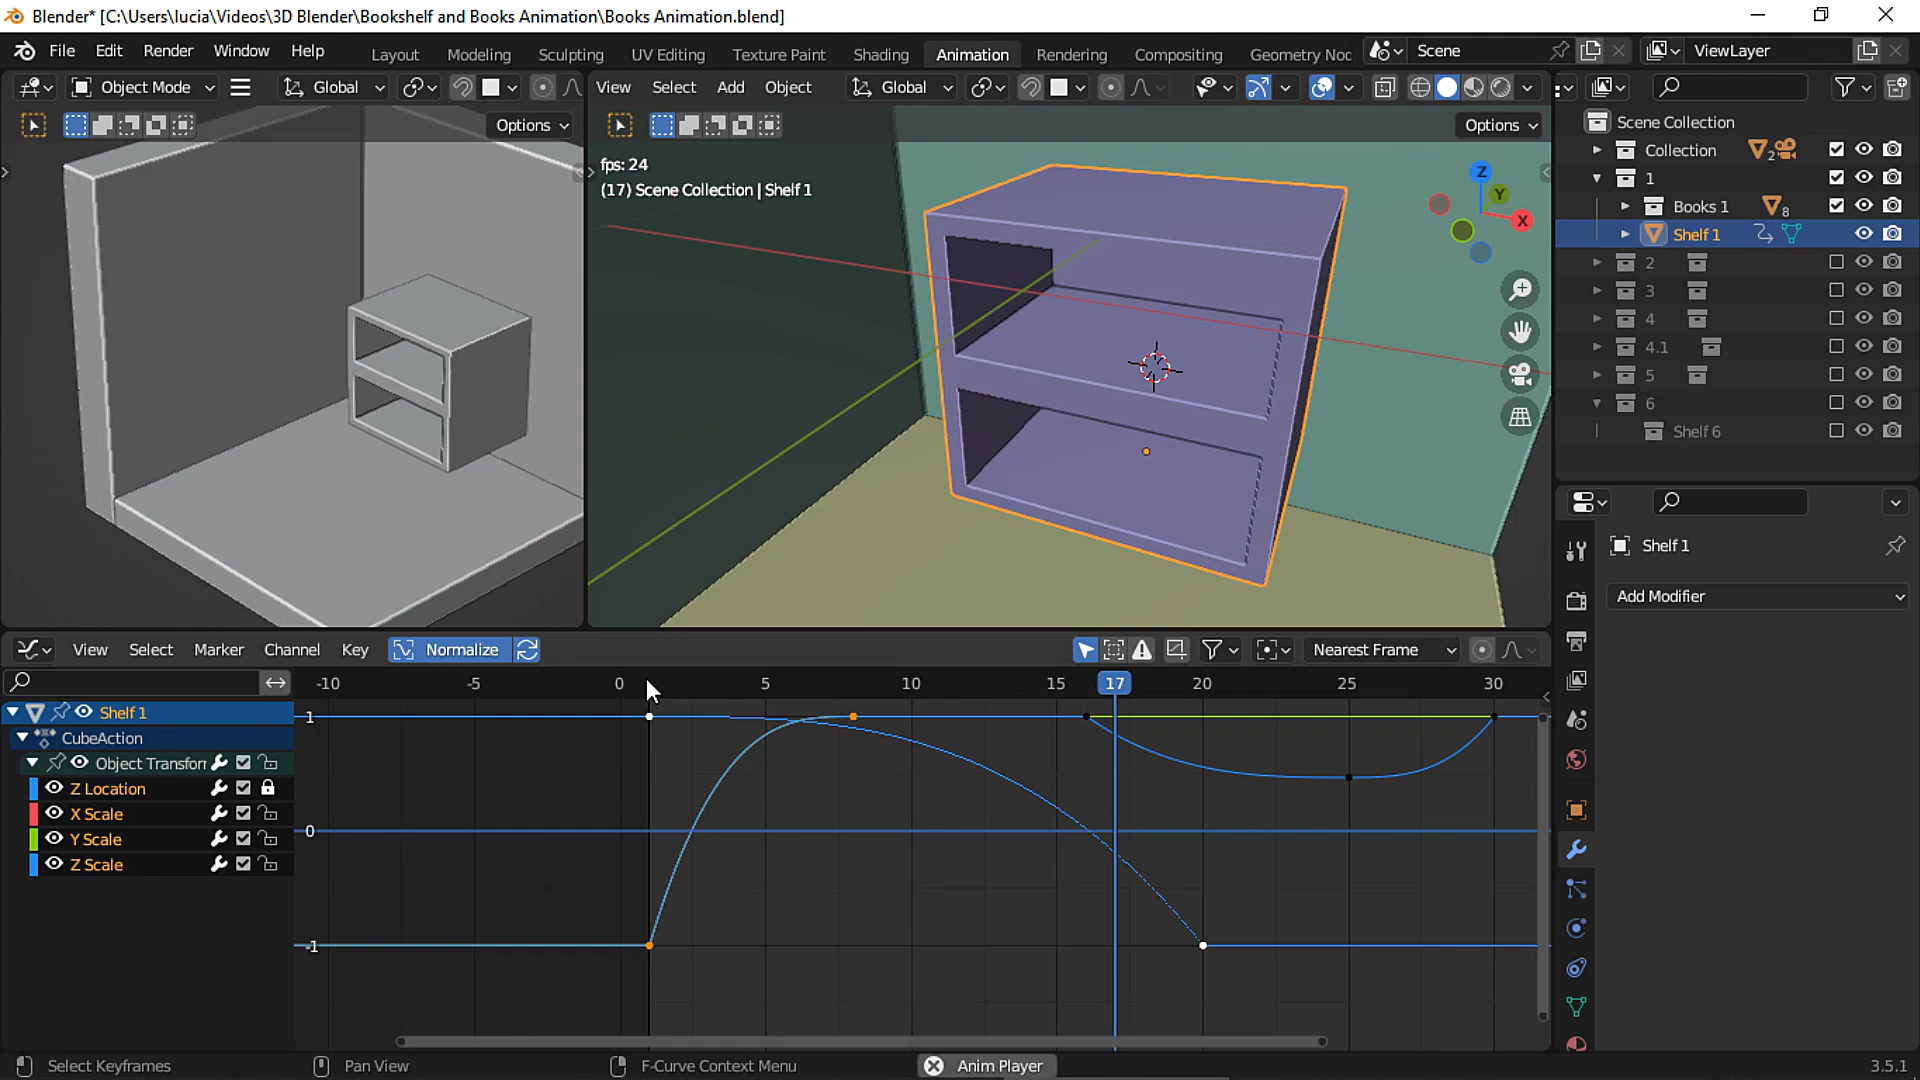 Blender* [C:\Users\lucia\Videos\3D Blender\Bookshelf and Books Animation\Books Animation.blend]
File Edit Render Window Help Layout Modeling Sculpting UV Editing Texture Paint Shading Animation Rendering Compositing Geometry Noc Scene ViewLayer
Object Mode Global View Select Add Object Global
Options Options
fps: 24
(17) Scene Collection | Shelf 1
Z
Y
X
Scene Collection
Collection 2
1
Books 1 8
Shelf 1
2
3
4
4.1
5
6
Shelf 6
Shelf 1
Add Modifier
View Select Marker Channel Key Normalize Nearest Frame
-10 -5 0 5 10 15 17 20 25 30
Shelf 1
CubeAction
Object Transfor
Z Location
X Scale
Y Scale
Z Scale
1
0
-1
Select Keyframes Pan View F-Curve Context Menu Anim Player 3.5.1